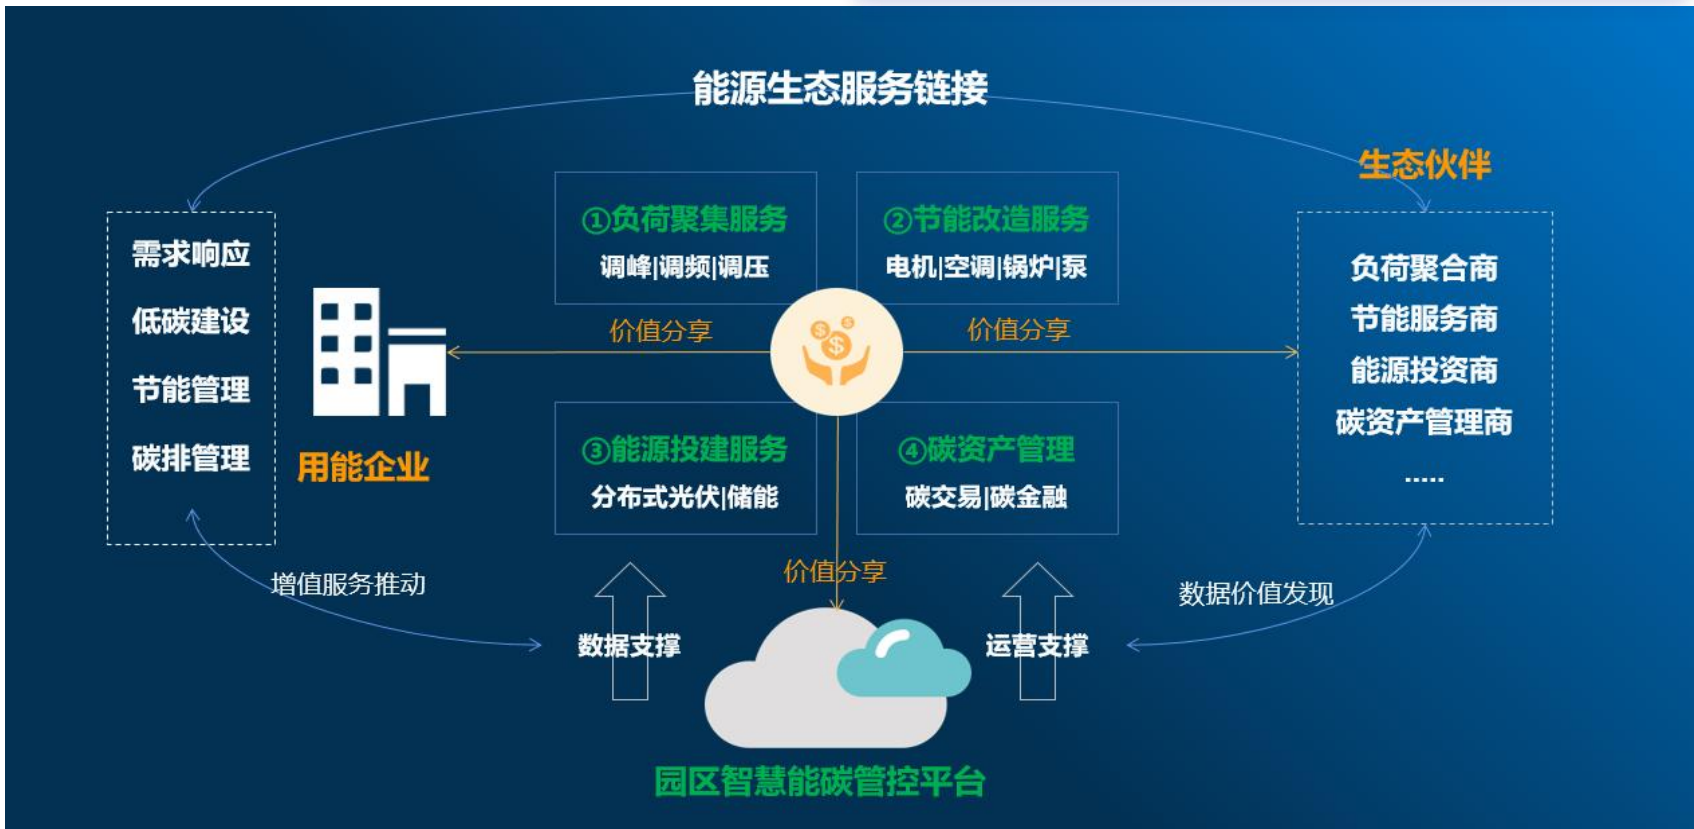 能源生态服务链接
生态伙伴
需求响应
低碳建设
节能管理
碳排管理
用能企业
①负荷聚集服务
调峰|调频|调压
②节能改造服务
电机|空调|锅炉|泵
价值分享
价值分享
③能源投建服务
分布式光伏|储能
④碳资产管理
碳交易|碳金融
负荷聚合商
节能服务商
能源投资商
碳资产管理商
.....
增值服务推动
价值分享
数据价值发现
数据支撑
运营支撑
园区智慧能碳管控平台